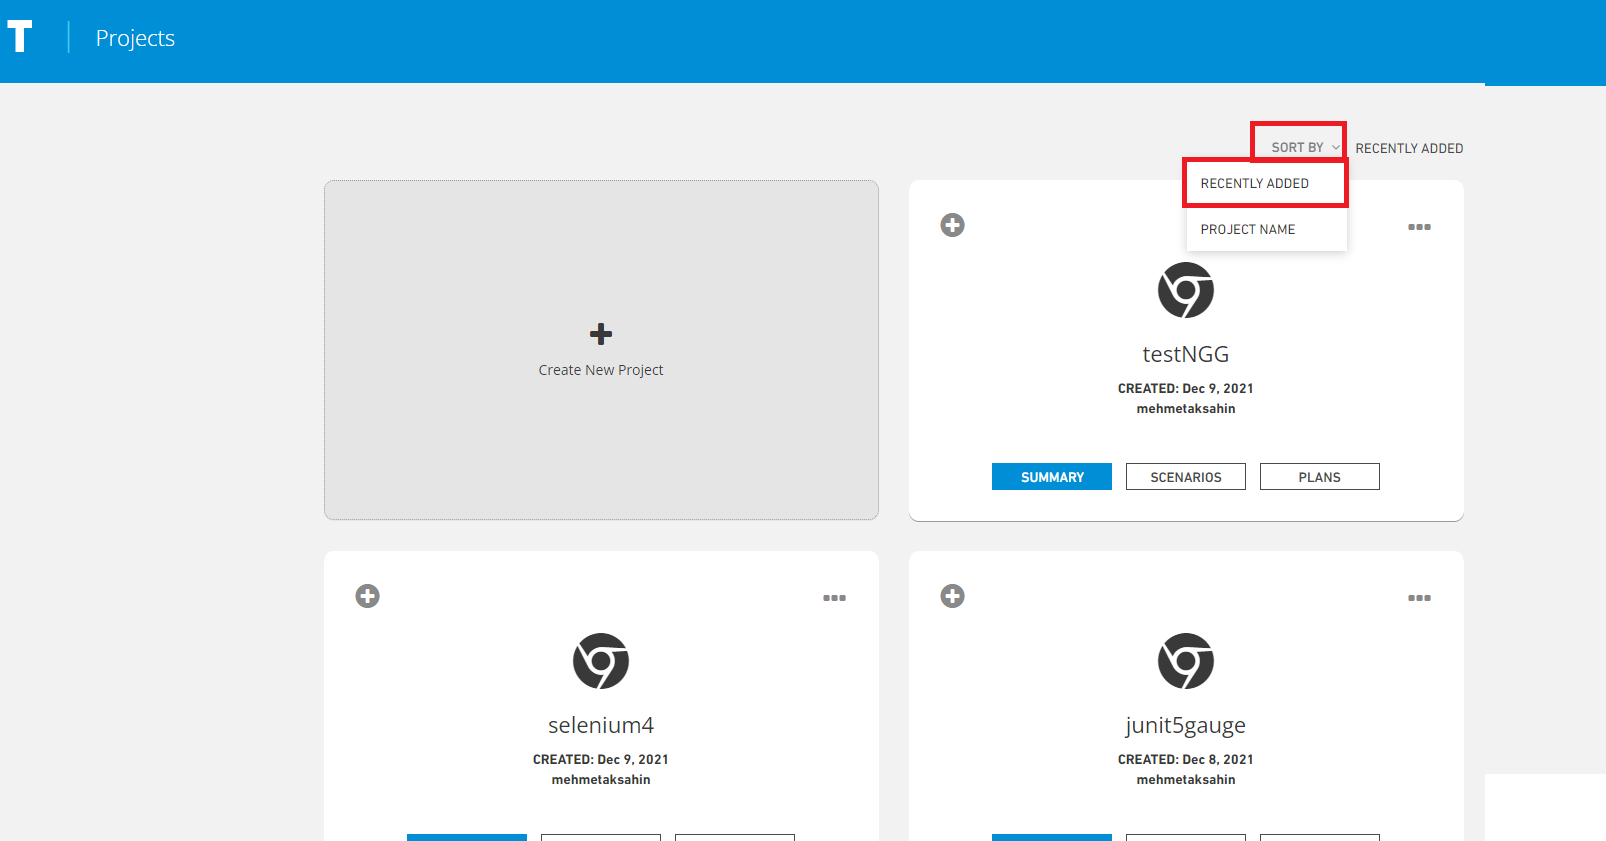 T
Projects
SORT BY
RECENTLY ADDED
RECENTLY ADDED
PROJECT NAME
Create New Project
testNGG
CREATED: Dec 9, 2021
mehmetaksahin
SUMMARY
SCENARIOS
PLANS
selenium4
CREATED: Dec 9, 2021
mehmetaksahin
junit5gauge
CREATED: Dec 8, 2021
mehmetaksahin